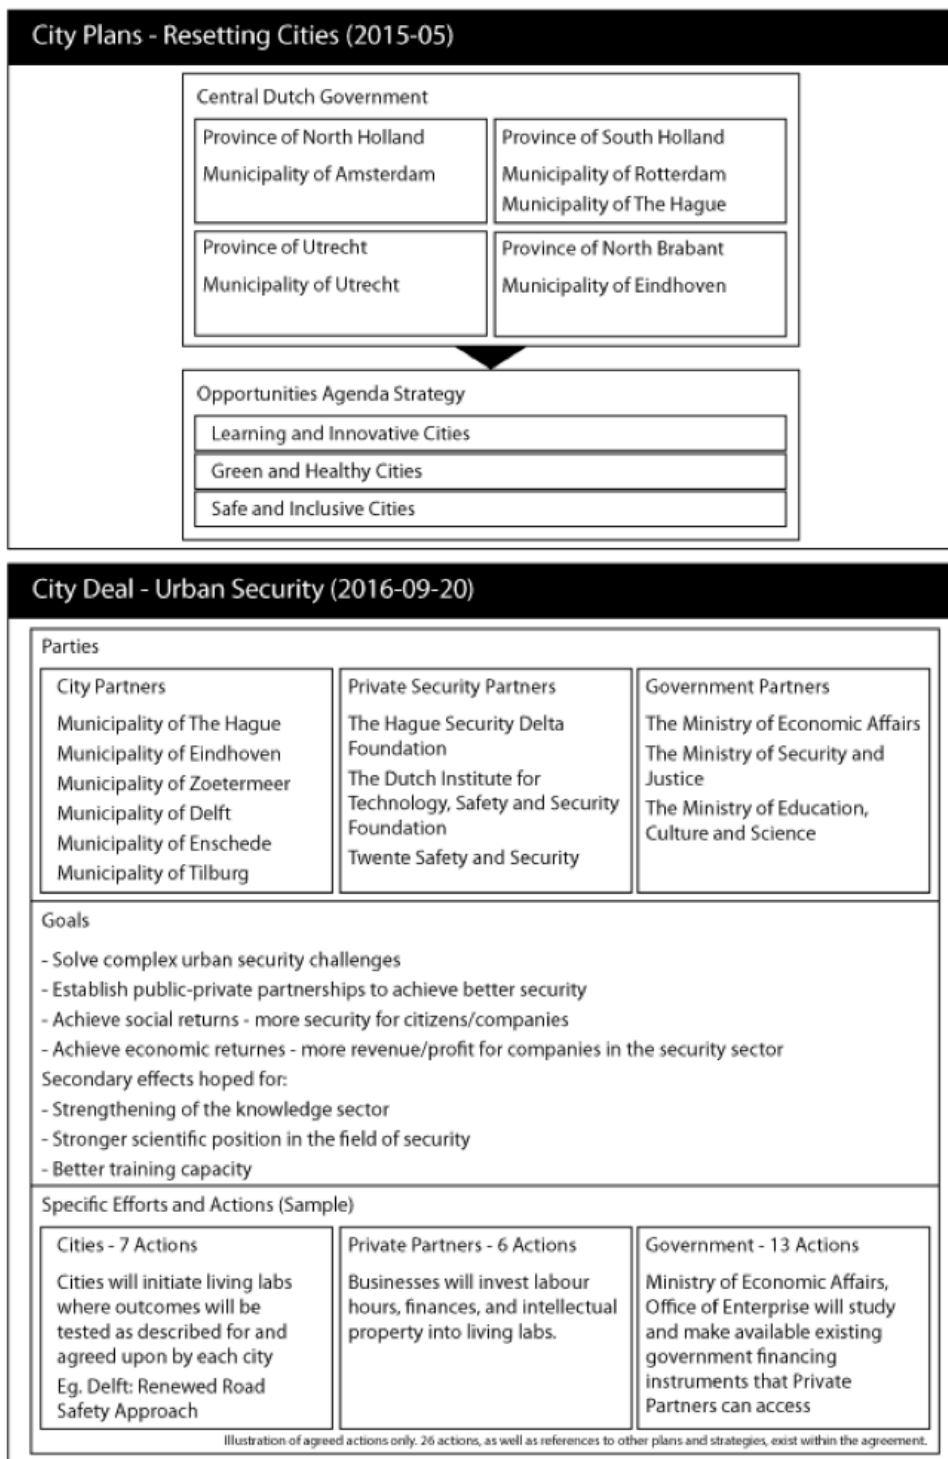 City Plans - Resetting Cities (2015-05)
Central Dutch Government
Province of North Holland
Municipality of Amsterdam
Province of South Holland
Municipality of Rotterdam
Municipality of The Hague
Province of Utrecht
Municipality of Utrecht
Province of North Brabant
Municipality of Eindhoven
Opportunities Agenda Strategy
Learning and Innovative Cities
Green and Healthy Cities
Safe and Inclusive Cities
City Deal - Urban Security (2016-09-20)
Parties
City Partners
Municipality of The Hague
Municipality of Eindhoven
Municipality of Zoetermeer
Municipality of Delft
Municipality of Enschede
Municipality of Tilburg
Private Security Partners
The Hague Security Delta
Foundation
The Dutch Institute for
Technology, Safety and Security
Foundation
Twente Safety and Security
Government Partners
The Ministry of Economic Affairs
The Ministry of Security and
Justice
The Ministry of Education,
Culture and Science
Goals
- Solve complex urban security challenges
- Establish public-private partnerships to achieve better security
- Achieve social returns - more security for citizens/companies
- Achieve economic returnes - more revenue/profit for companies in the security sector
Secondary effects hoped for:
- Strengthening of the knowledge sector
- Stronger scientific position in the field of security
- Better training capacity
Specific Efforts and Actions (Sample)
Cities - 7 Actions
Cities will initiate living labs
where outcomes will be
tested as described for and
agreed upon by each city
Eg. Delft: Renewed Road
Safety Approach
Private Partners - 6 Actions
Businesses will invest labour
hours, finances, and intellectual
property into living labs.
Government - 13 Actions
Ministry of Economic Affairs,
Office of Enterprise will study
and make available existing
government financing
instruments that Private
Partners can access
Illustration of agreed actions only. 26 actions, as well as references to other plans and strategies, exist within the agreement.